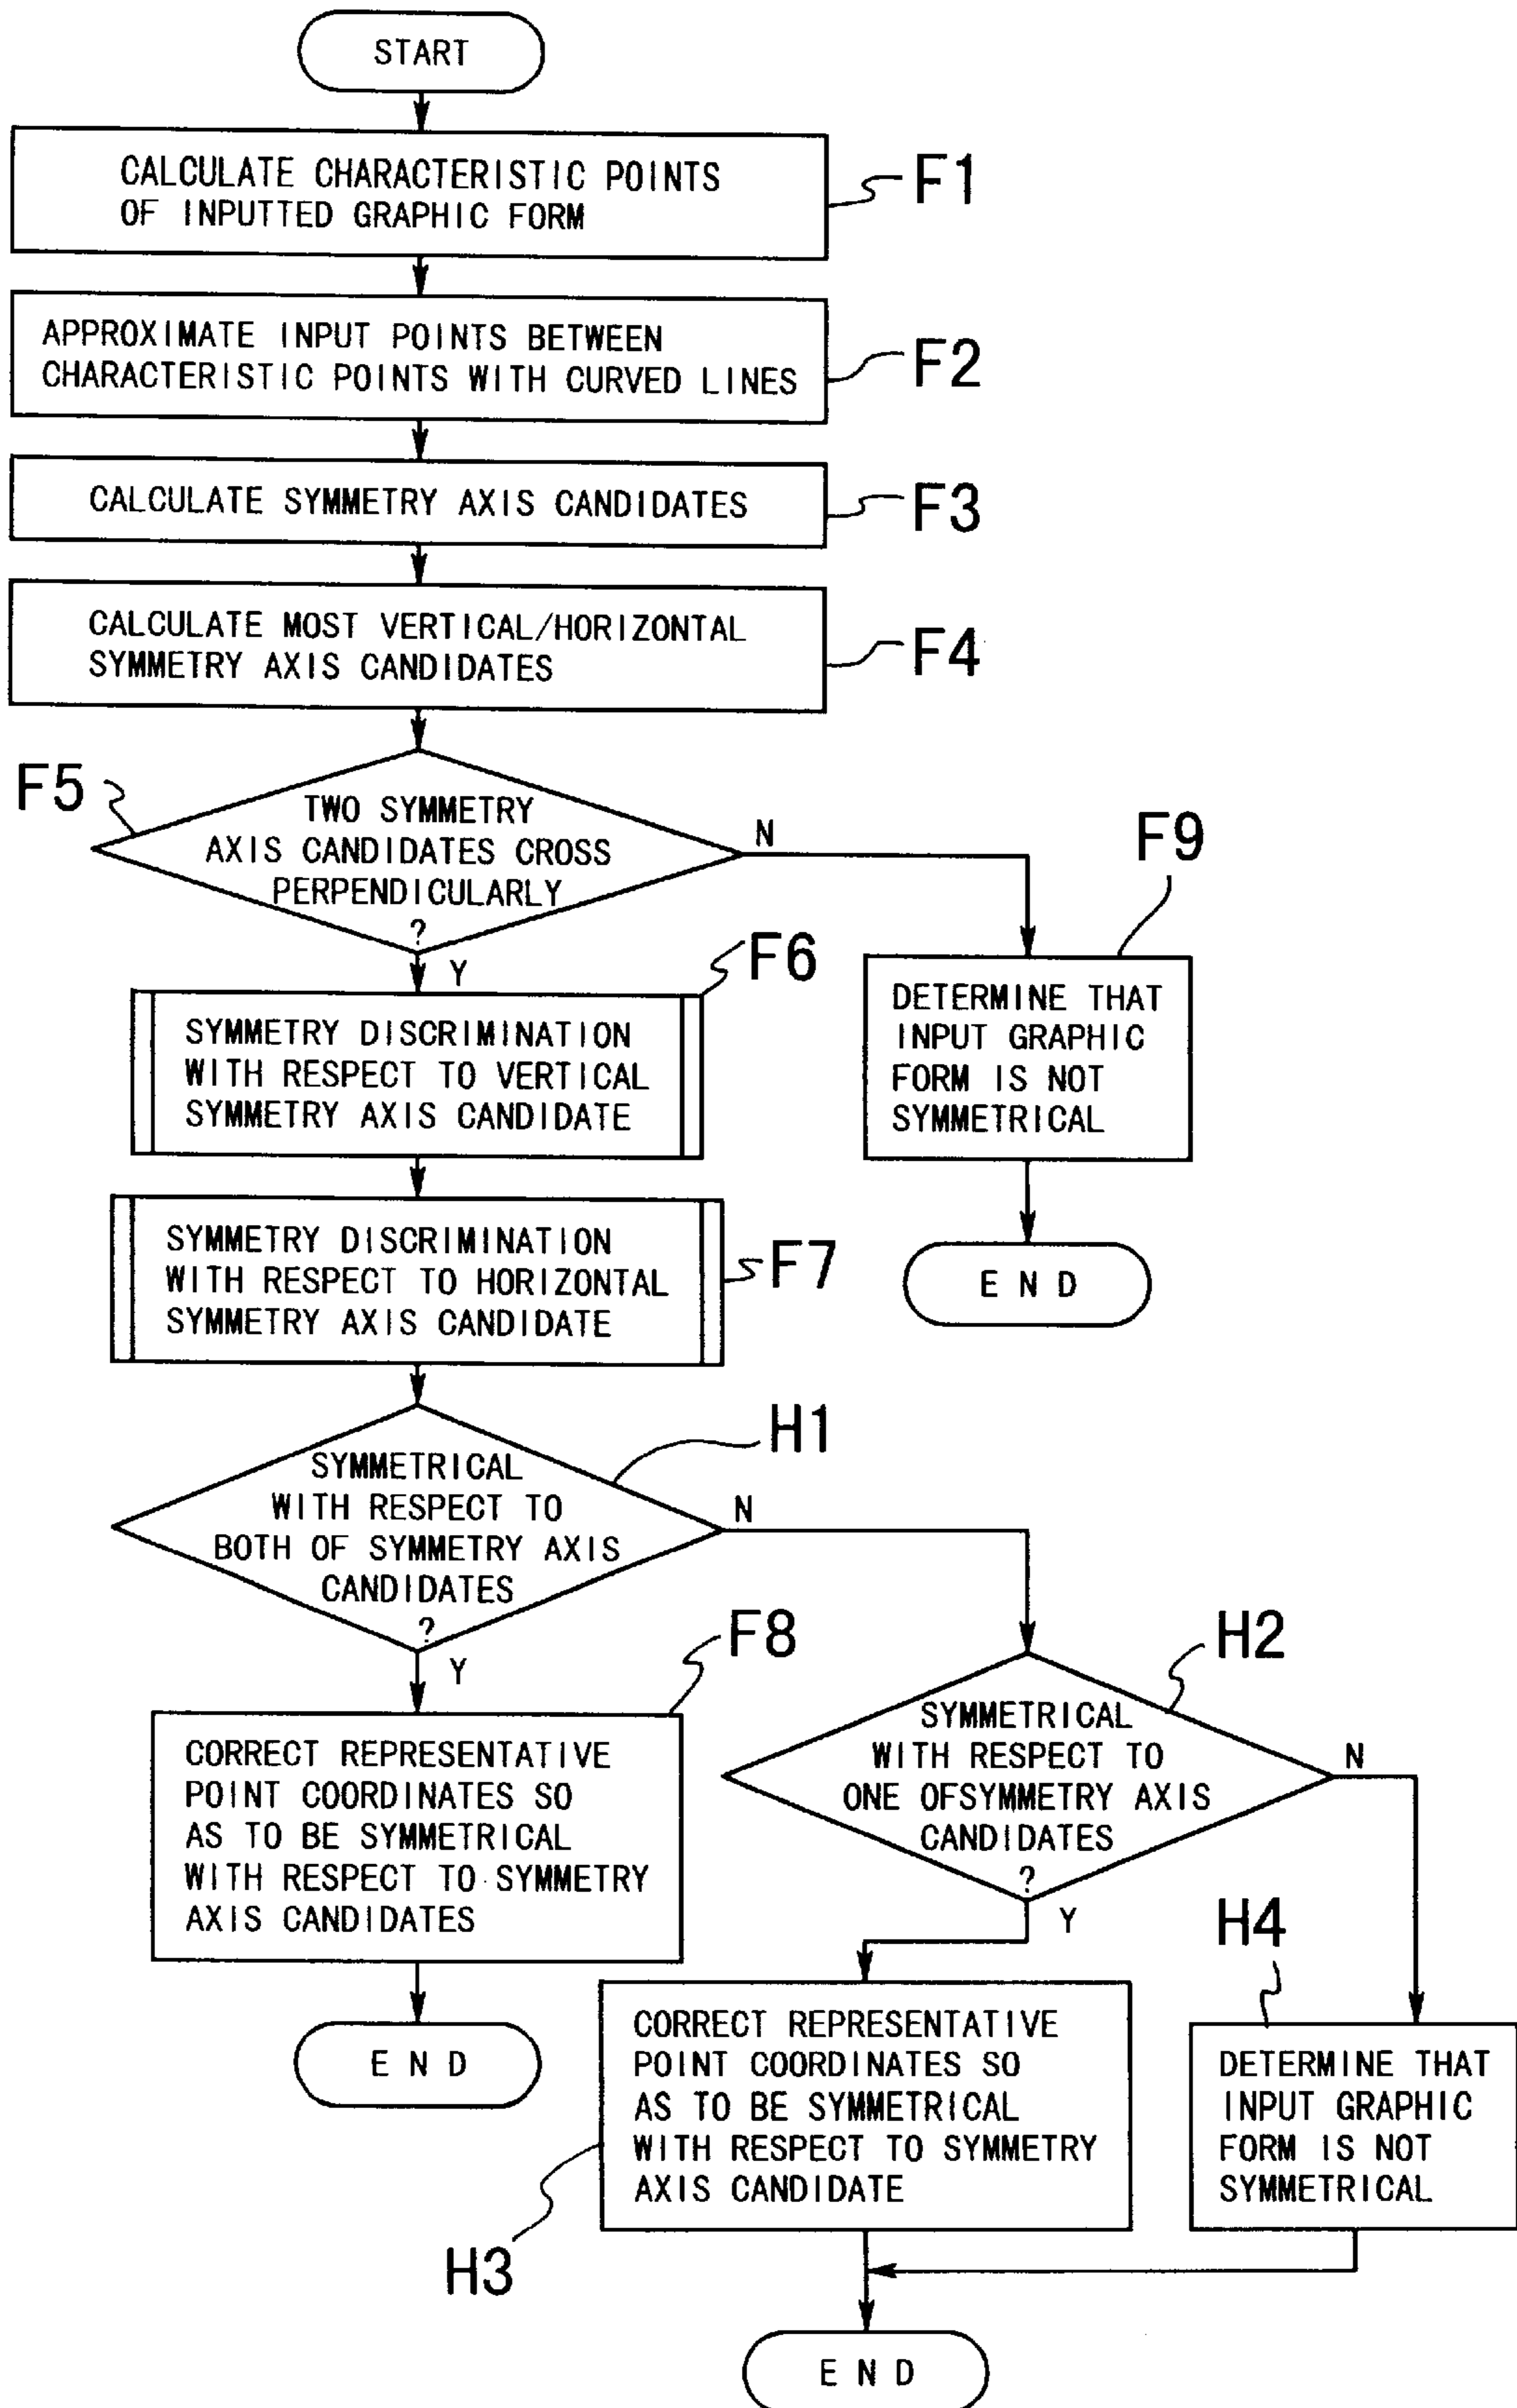 START
CALCULATE CHARACTERISTIC POINTS
OF INPUTTED GRAPHIC FORM
F1
APPROXIMATE INPUT POINTS BETWEEN
CHARACTERISTIC POINTS WITH CURVED LINES
F2
CALCULATE SYMMETRY AXIS CANDIDATES
F3
CALCULATE MOST VERTICAL/HORIZONTAL
SYMMETRY AXIS CANDIDATES
F4
F5
TWO SYMMETRY
AXIS CANDIDATES CROSS
PERPENDICULARLY
?
N
Y
F9
DETERMINE THAT
INPUT GRAPHIC
FORM IS NOT
SYMMETRICAL
END
F6
SYMMETRY DISCRIMINATION
WITH RESPECT TO VERTICAL
SYMMETRY AXIS CANDIDATE
SYMMETRY DISCRIMINATION
WITH RESPECT TO HORIZONTAL
SYMMETRY AXIS CANDIDATE
F7
H1
SYMMETRICAL
WITH RESPECT TO
BOTH OF SYMMETRY AXIS
CANDIDATES
?
N
Y
F8
CORRECT REPRESENTATIVE
POINT COORDINATES SO
AS TO BE SYMMETRICAL
WITH RESPECT TO SYMMETRY
AXIS CANDIDATES
END
H2
SYMMETRICAL
WITH RESPECT TO
ONE OFSYMMETRY AXIS
CANDIDATES
?
N
Y
H3
CORRECT REPRESENTATIVE
POINT COORDINATES SO
AS TO BE SYMMETRICAL
WITH RESPECT TO SYMMETRY
AXIS CANDIDATE
H4
DETERMINE THAT
INPUT GRAPHIC
FORM IS NOT
SYMMETRICAL
END